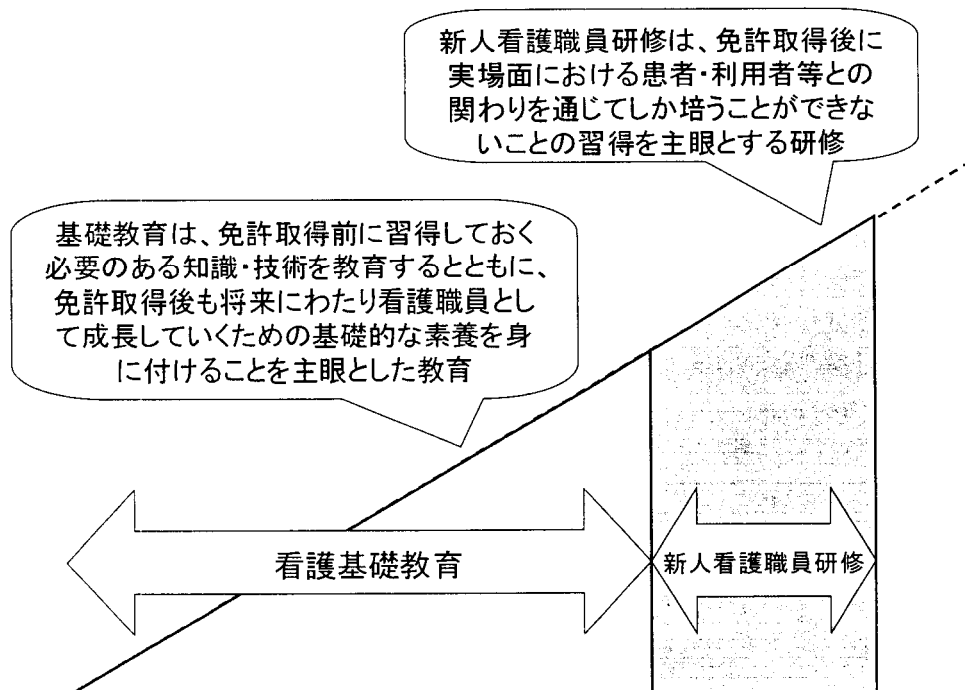 新人看護職員研修は、免許取得後に
実場面における患者・利用者等との
関わりを通じてしか培うことができな
いことの習得を主眼とする研修
基礎教育は、免許取得前に習得しておく
必要のある知識・技術を教育するとともに、
免許取得後も将来にわたり看護職員とし
て成長していくための基礎的な素養を身
に付けることを主眼とした教育
看護基礎教育
新人看護職員研修